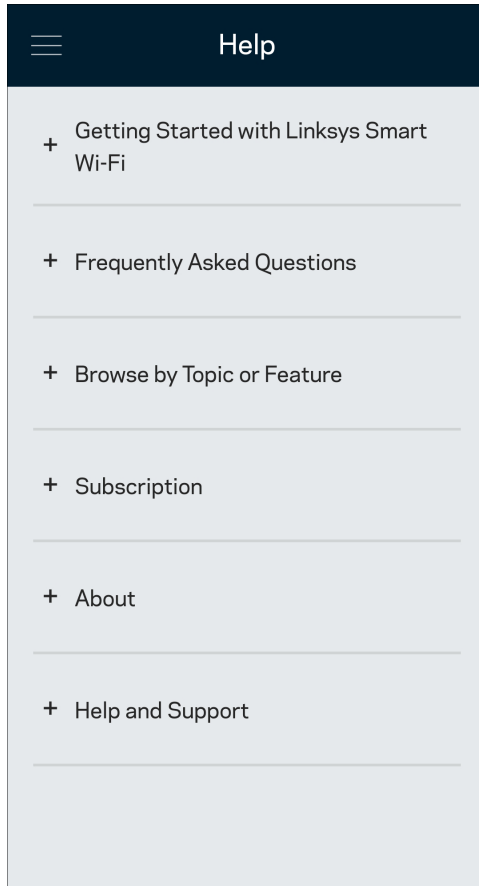 Help
+ Getting Started with Linksys Smart
Wi-Fi
+ Frequently Asked Questions
+ Browse by Topic or Feature
+ Subscription
+ About
+ Help and Support